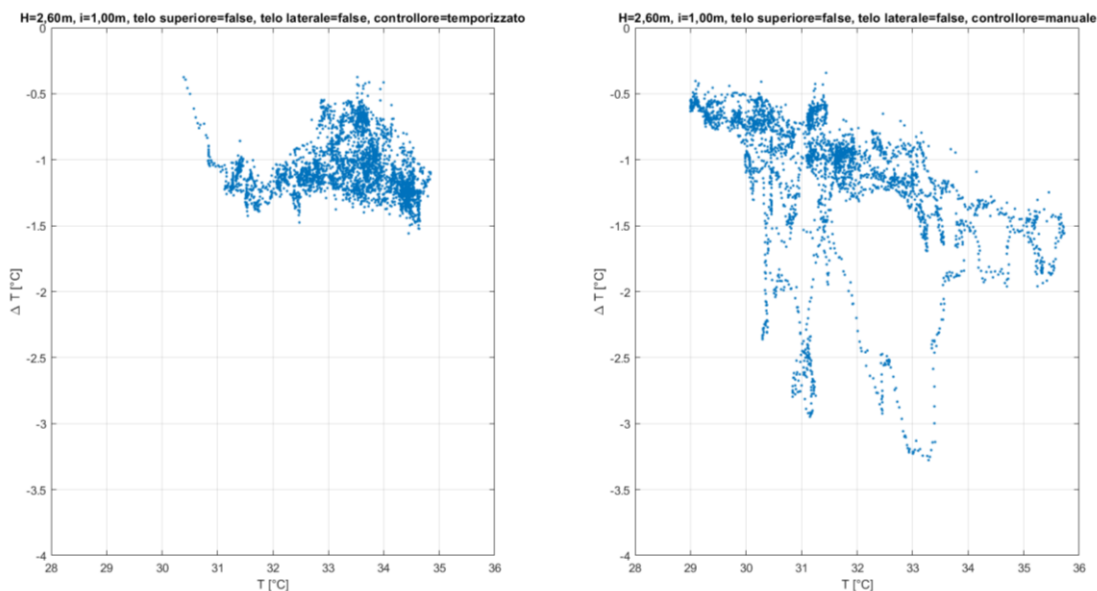 H=2,60m, i=1,00m, telo superiore=false, telo laterale=false, controllore=temporizzato
0
-0.5
-1
-1.5
-2
-2.5
-3
-3.5
-4
Δ T [°C]
28 29 30 31 32 33 34 35 36
T [°C]
H=2,60m, i=1,00m, telo superiore=false, telo laterale=false, controllore=manuale
0
-0.5
-1
-1.5
-2
-2.5
-3
-3.5
-4
Δ T [°C]
28 29 30 31 32 33 34 35 36
T [°C]